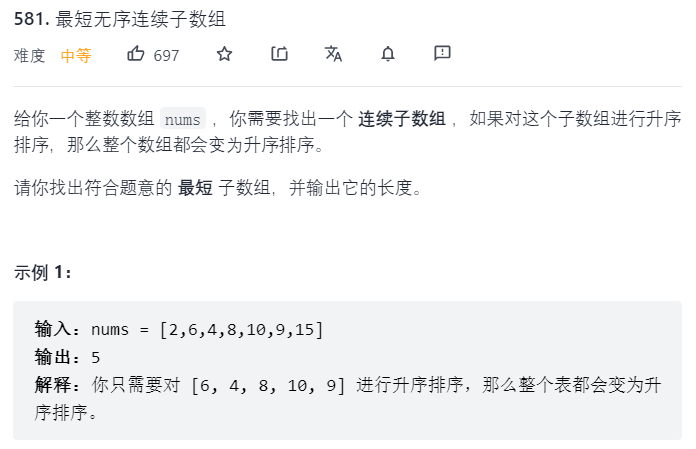 581. 最短无序连续子数组
难度 中等 697
给你一个整数数组 nums ，你需要找出一个 连续子数组 ，如果对这个子数组进行升序
排序，那么整个数组都会变为升序排序。
请你找出符合题意的 最短 子数组，并输出它的长度。
示例 1：
输入：nums = [2,6,4,8,10,9,15]
输出：5
解释：你只需要对 [6, 4, 8, 10, 9] 进行升序排序，那么整个表都会变为升
序排序。